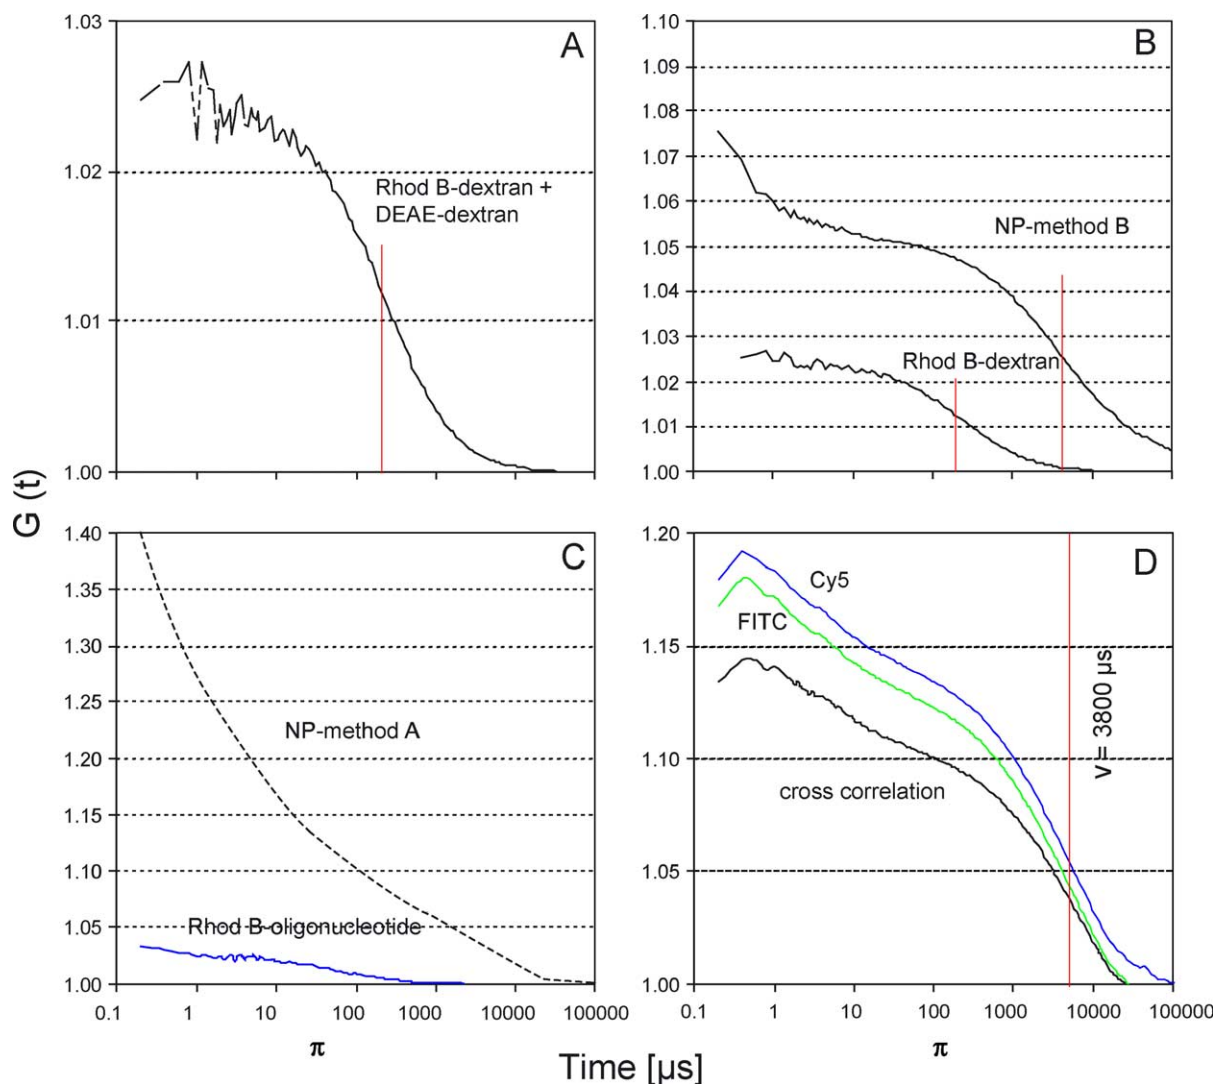 G (t)
A
1.03
1.02
1.01
1.00
Rhod B-dextran +
DEAE-dextran
B
1.10
1.09
1.08
1.07
1.06
1.05
1.04
1.03
1.02
1.01
1.00
NP-method B
Rhod B-dextran
C
1.40
1.35
1.30
1.25
1.20
1.15
1.10
1.05
1.00
NP-method A
Rhod B-oligonucleotide
0.1 1 10 100 1000 10000 100000
π
D
1.20
1.15
1.10
1.05
1.00
Cy5
FITC
cross correlation
v = 3800 µs
0.1 1 10 100 1000 10000 100000
π
Time [µs]